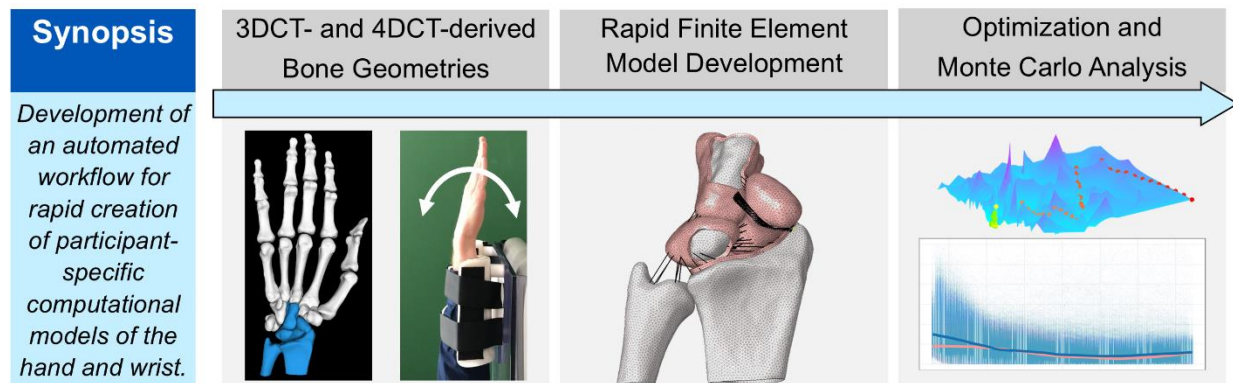 Synopsis
Development of
an automated
workflow for
rapid creation
of participant-
specific
computational
models of the
hand and wrist.
3DCT- and 4DCT-derived
Bone Geometries
Rapid Finite Element
Model Development
Optimization and
Monte Carlo Analysis